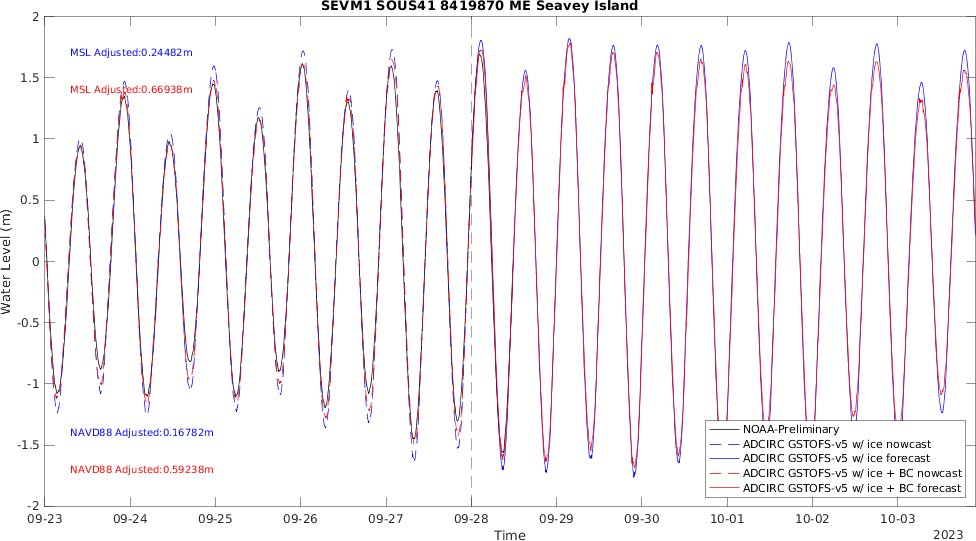 SEVM1 SOUS41 8419870 ME Seavey Island
2
1.5
1
0.5
0
-0.5
-1
-1.5
-2
Water Level (m)
MSL Adjusted:0.24482m
MSL Adjusted:0.66938m
NAVD88 Adjusted:0.16782m
NAVD88 Adjusted:0.59238m
NOAA-Preliminary
ADCIRC GSTOFS-v5 w/ ice nowcast
ADCIRC GSTOFS-v5 w/ ice forecast
ADCIRC GSTOFS-v5 w/ ice + BC nowcast
ADCIRC GSTOFS-v5 w/ ice + BC forecast
09-23 09-24 09-25 09-26 09-27 09-28 09-29 09-30 10-01 10-02 10-03
Time
2023